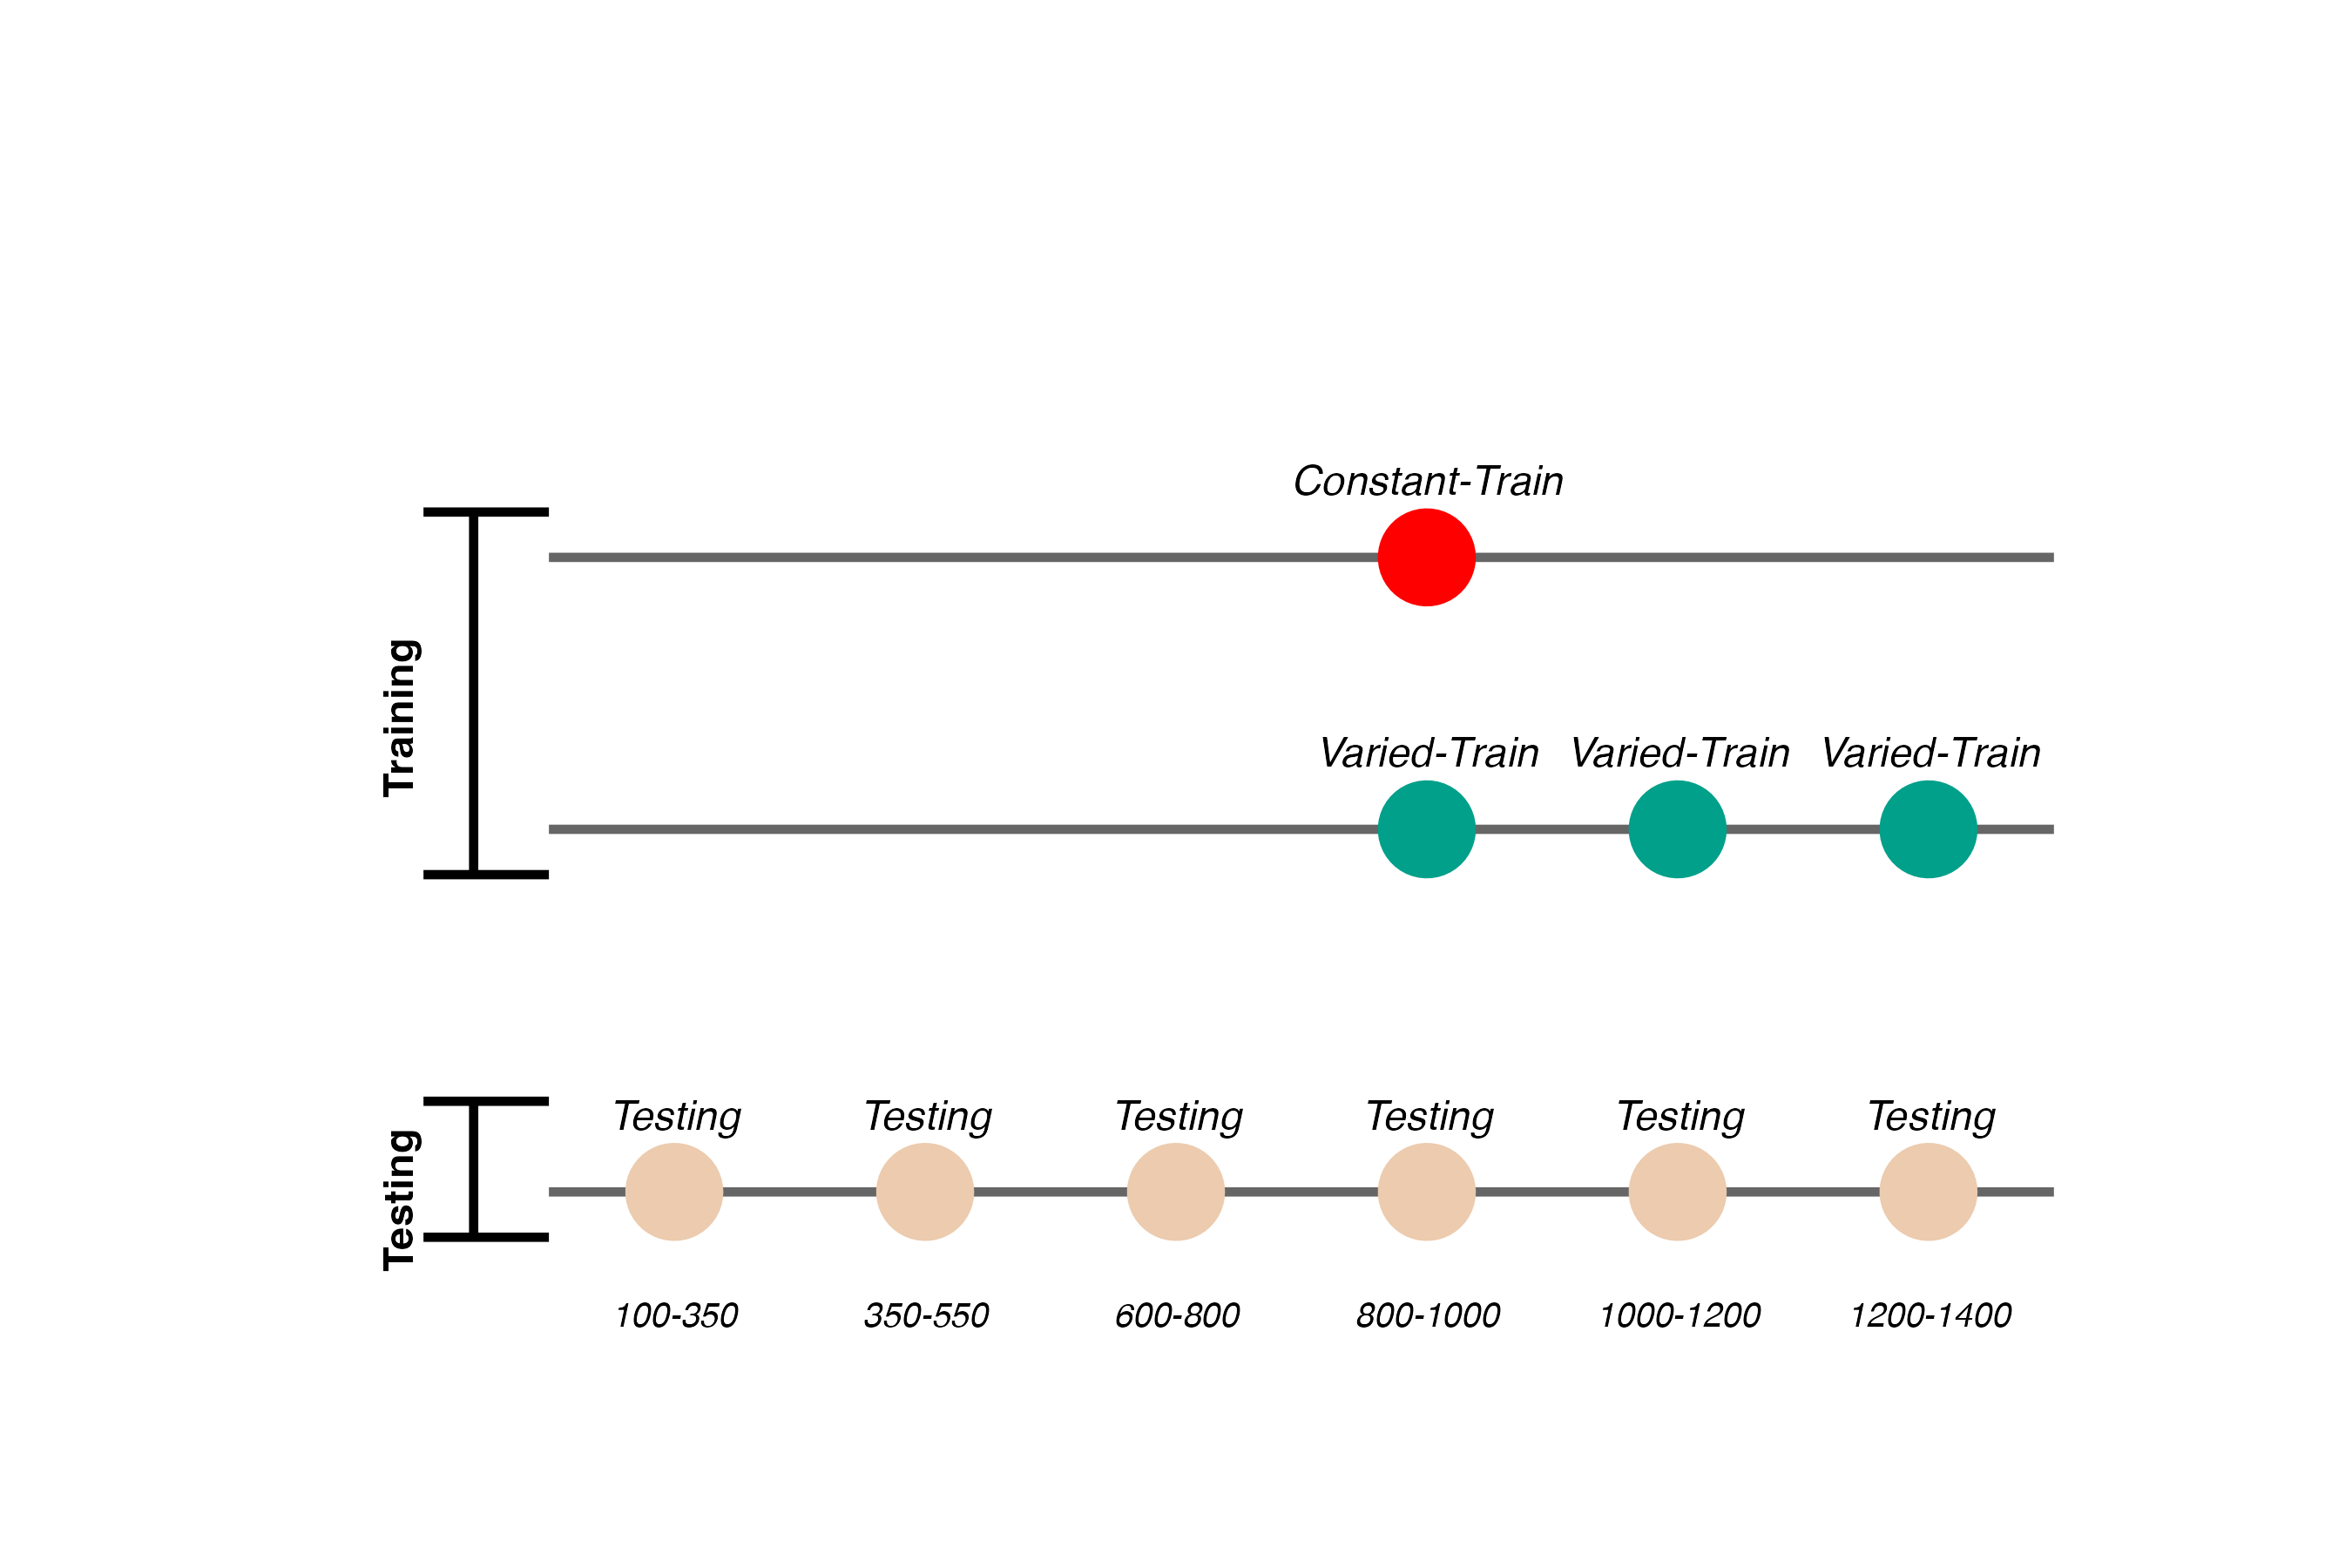 Constant-Train
Training
Varied-Train Varied-Train Varied-Train
Testing
Testing Testing Testing Testing Testing Testing
100-350 350-550 600-800 800-1000 1000-1200 1200-1400